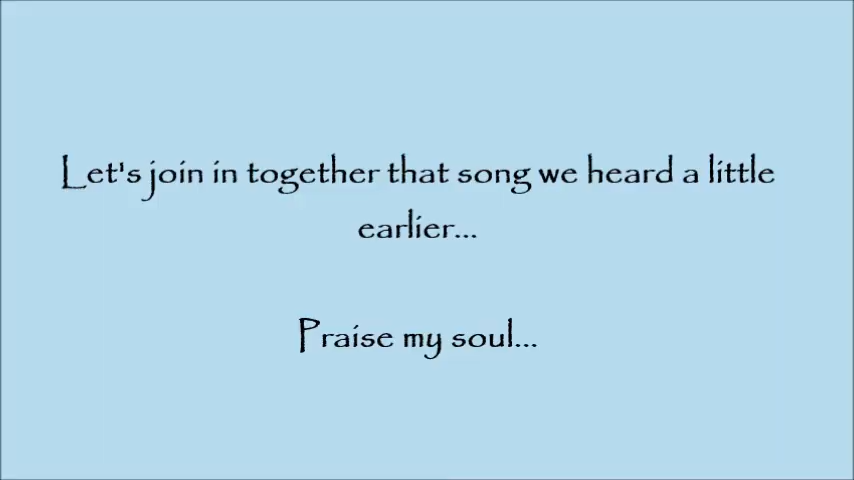 Let's join in together that song we heard a little
earlier...
Praise my soul...